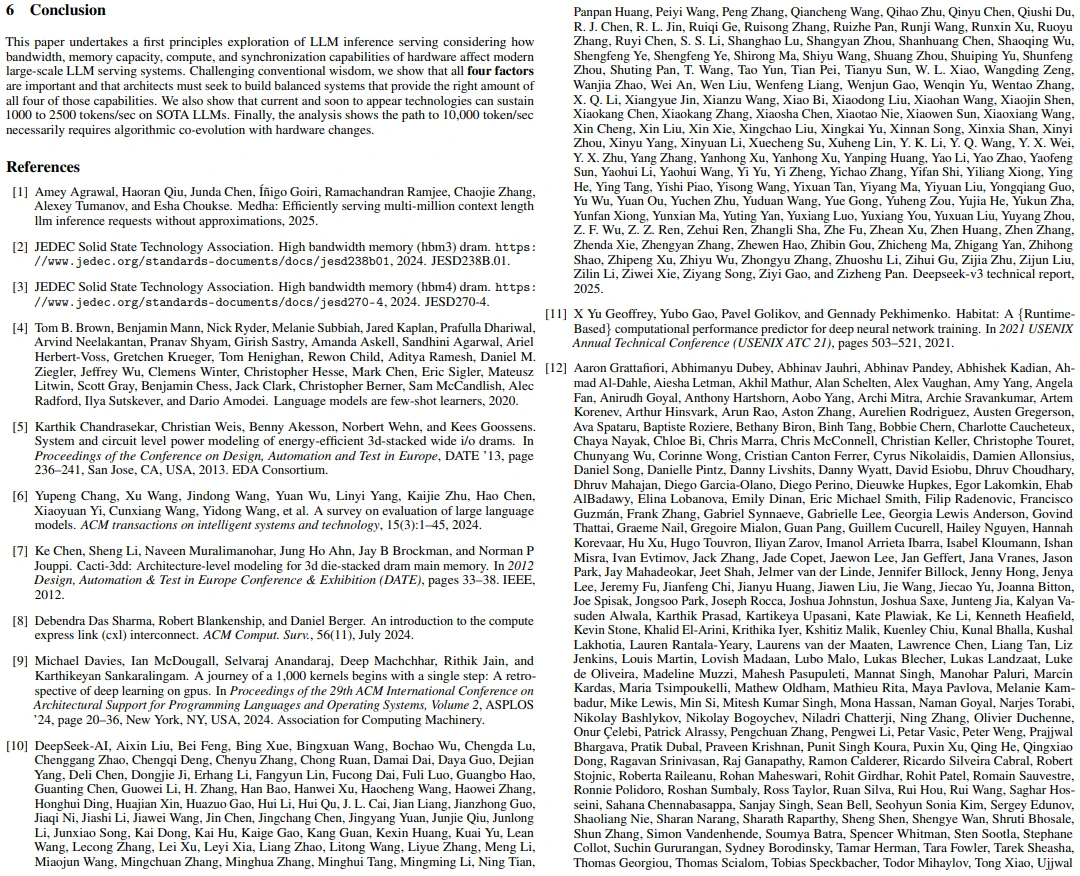 6 Conclusion
This paper undertakes a first principles exploration of LLM inference serving considering how
bandwidth, memory capacity, compute, and synchronization capabilities of hardware affect modern
large-scale LLM serving systems. Challenging conventional wisdom, we show that all four factors
are important and that architects must seek to build balanced systems that provide the right amount of
all four of those capabilities. We also show that current and soon to appear technologies can sustain
1000 to 2500 tokens/sec on SOTA LLMs. Finally, the analysis shows the path to 10,000 token/sec
necessarily requires algorithmic co-evolution with hardware changes.
References
[1] Amey Agrawal, Haoran Qiu, Junda Chen, Íñigo Goiri, Ramachandran Ramjee, Chaojie Zhang,
Alexey Tumanov, and Esha Choukse. Medha: Efficiently serving multi-million context length
llm inference requests without approximations, 2025.
[2] JEDEC Solid State Technology Association. High bandwidth memory (hbm3) dram. https:
//www.jedec.org/standards-documents/docs/jesd238b01, 2024. JESD238B.01.
[3] JEDEC Solid State Technology Association. High bandwidth memory (hbm4) dram. https:
//www.jedec.org/standards-documents/docs/jesd270-4, 2024. JESD270-4.
[4] Tom B. Brown, Benjamin Mann, Nick Ryder, Melanie Subbiah, Jared Kaplan, Prafulla Dhariwal,
Arvind Neelakantan, Pranav Shyam, Girish Sastry, Amanda Askell, Sandhini Agarwal, Ariel
Herbert-Voss, Gretchen Krueger, Tom Henighan, Rewon Child, Aditya Ramesh, Daniel M.
Ziegler, Jeffrey Wu, Clemens Winter, Christopher Hesse, Mark Chen, Eric Sigler, Mateusz
Litwin, Scott Gray, Benjamin Chess, Jack Clark, Christopher Berner, Sam McCandlish, Alec
Radford, Ilya Sutskever, and Dario Amodei. Language models are few-shot learners, 2020.
[5] Karthik Chandrasekar, Christian Weis, Benny Akesson, Norbert Wehn, and Kees Goossens.
System and circuit level power modeling of energy-efficient 3d-stacked wide i/o drams. In
Proceedings of the Conference on Design, Automation and Test in Europe, DATE '13, page
236–241, San Jose, CA, USA, 2013. EDA Consortium.
[6] Yupeng Chang, Xu Wang, Jindong Wang, Yuan Wu, Linyi Yang, Kaijie Zhu, Hao Chen,
Xiaoyuan Yi, Cunxiang Wang, Yidong Wang, et al. A survey on evaluation of large language
models. ACM transactions on intelligent systems and technology, 15(3):1–45, 2024.
[7] Ke Chen, Sheng Li, Naveen Muralimanohar, Jung Ho Ahn, Jay B Brockman, and Norman P
Jouppi. Cacti-3dd: Architecture-level modeling for 3d die-stacked dram main memory. In 2012
Design, Automation & Test in Europe Conference & Exhibition (DATE), pages 33–38. IEEE,
2012.
[8] Debendra Das Sharma, Robert Blankenship, and Daniel Berger. An introduction to the compute
express link (cxl) interconnect. ACM Comput. Surv., 56(11), July 2024.
[9] Michael Davies, Ian McDougall, Selvaraj Anandaraj, Deep Machchhar, Rithik Jain, and
Karthikeyan Sankaralingam. A journey of a 1,000 kernels begins with a single step: A retro-
spective of deep learning on gpus. In Proceedings of the 29th ACM International Conference on
Architectural Support for Programming Languages and Operating Systems, Volume 2, ASPLOS
'24, page 20–36, New York, NY, USA, 2024. Association for Computing Machinery.
[10] DeepSeek-AI, Aixin Liu, Bei Feng, Bing Xue, Bingxuan Wang, Bochao Wu, Chengda Lu,
Chenggang Zhao, Chengqi Deng, Chenyu Zhang, Chong Ruan, Damai Dai, Daya Guo, Dejian
Yang, Deli Chen, Dongjie Ji, Erhang Li, Fangyun Lin, Fucong Dai, Fuli Luo, Guangbo Hao,
Guanting Chen, Guowei Li, H. Zhang, Han Bao, Hanwei Xu, Haocheng Wang, Haowei Zhang,
Honghui Ding, Huajian Xin, Huazuo Gao, Hui Li, Hui Qu, J. L. Cai, Jian Liang, Jianzhong Guo,
Jiaqi Ni, Jiashi Li, Jiawei Wang, Jin Chen, Jingchang Chen, Jingyang Yuan, Junjie Qiu, Junlong
Li, Junxiao Song, Kai Dong, Kai Hu, Kaige Gao, Kang Guan, Kexin Huang, Kuai Yu, Lean
Wang, Lecong Zhang, Lei Xu, Leyi Xia, Liang Zhao, Litong Wang, Liyue Zhang, Meng Li,
Miaojun Wang, Mingchuan Zhang, Minghua Zhang, Minghui Tang, Mingming Li, Ning Tian,
Panpan Huang, Peiyi Wang, Peng Zhang, Qiancheng Wang, Qihao Zhu, Qinyu Chen, Qiushi Du,
R. J. Chen, R. L. Jin, Ruiqi Ge, Ruisong Zhang, Ruizhe Pan, Runji Wang, Runxin Xu, Ruoyu
Zhang, Ruyi Chen, S. S. Li, Shanghao Lu, Shangyan Zhou, Shanhuang Chen, Shaoqing Wu,
Shengfeng Ye, Shengfeng Ye, Shirong Ma, Shiyu Wang, Shuang Zhou, Shuiping Yu, Shunfeng
Zhou, Shuting Pan, T. Wang, Tao Yun, Tian Pei, Tianyu Sun, W. L. Xiao, Wangding Zeng,
Wanjia Zhao, Wei An, Wen Liu, Wenfeng Liang, Wenjun Gao, Wenqin Yu, Wentao Zhang,
X. Q. Li, Xiangyue Jin, Xianzu Wang, Xiao Bi, Xiaodong Liu, Xiaohan Wang, Xiaojin Shen,
Xiaokang Chen, Xiaokang Zhang, Xiaosha Chen, Xiaotao Nie, Xiaowen Sun, Xiaoxiang Wang,
Xin Cheng, Xin Liu, Xin Xie, Xingchao Liu, Xingkai Yu, Xinnan Song, Xinxia Shan, Xinyi
Zhou, Xinyu Yang, Xinyuan Li, Xuecheng Su, Xuheng Lin, Y. K. Li, Y. Q. Wang, Y. X. Wei,
Y. X. Zhu, Yang Zhang, Yanhong Xu, Yanhong Xu, Yanping Huang, Yao Li, Yao Zhao, Yaofeng
Sun, Yaohui Li, Yaohui Wang, Yi Yu, Yi Zheng, Yichao Zhang, Yifan Shi, Yiliang Xiong, Ying
He, Ying Tang, Yishi Piao, Yisong Wang, Yixuan Tan, Yiyang Ma, Yiyuan Liu, Yongqiang Guo,
Yu Wu, Yuan Ou, Yuchen Zhu, Yuduan Wang, Yue Gong, Yuheng Zou, Yujia He, Yukun Zha,
Yunfan Xiong, Yunxian Ma, Yuting Yan, Yuxiang Luo, Yuxiang You, Yuxuan Liu, Yuyang Zhou,
Z. F. Wu, Z. Z. Ren, Zehui Ren, Zhangli Sha, Zhe Fu, Zhean Xu, Zhen Huang, Zhen Zhang,
Zhenda Xie, Zhengyan Zhang, Zhewen Hao, Zhibin Gou, Zhicheng Ma, Zhigang Yan, Zhihong
Shao, Zhipeng Xu, Zhiyu Wu, Zhongyu Zhang, Zhuoshu Li, Zihui Gu, Zijia Zhu, Zijun Liu,
Zilin Li, Ziwei Xie, Ziyang Song, Ziyi Gao, and Zizheng Pan. Deepseek-v3 technical report,
2025.
[11] X Yu Geoffrey, Yubo Gao, Pavel Golikov, and Gennady Pekhimenko. Habitat: A {Runtime-
Based} computational performance predictor for deep neural network training. In 2021 USENIX
Annual Technical Conference (USENIX ATC 21), pages 503–521, 2021.
[12] Aaron Grattafiori, Abhimanyu Dubey, Abhinav Jauhri, Abhinav Pandey, Abhishek Kadian, Ah-
mad Al-Dahle, Aiesha Letman, Akhil Mathur, Alan Schelten, Alex Vaughan, Amy Yang, Angela
Fan, Anirudh Goyal, Anthony Hartshorn, Aobo Yang, Archi Mitra, Archie Sravankumar, Artem
Korenev, Arthur Hinsvark, Arun Rao, Aston Zhang, Aurelien Rodriguez, Austen Gregerson,
Ava Spataru, Baptiste Roziere, Bethany Biron, Binh Tang, Bobbie Chern, Charlotte Caucheteux,
Chaya Nayak, Chloe Bi, Chris Marra, Chris McConnell, Christian Keller, Christophe Touret,
Chunyang Wu, Corinne Wong, Cristian Canton Ferrer, Cyrus Nikolaidis, Damien Allonsius,
Daniel Song, Danielle Pintz, Danny Livshits, Danny Wyatt, David Esiobu, Dhruv Choudhary,
Dhruv Mahajan, Diego Garcia-Olano, Diego Perino, Dieuwke Hupkes, Egor Lakomkin, Ehab
AlBadawy, Elina Lobanova, Emily Dinan, Eric Michael Smith, Filip Radenovic, Francisco
Guzmán, Frank Zhang, Gabriel Synnaeve, Gabrielle Lee, Georgia Lewis Anderson, Govind
Thattai, Graeme Nail, Gregoire Mialon, Guan Pang, Guillem Cucurell, Hailey Nguyen, Hannah
Korevaar, Hu Xu, Hugo Touvron, Iliyan Zarov, Imanol Arrieta Ibarra, Isabel Kloumann, Ishan
Misra, Ivan Evtimov, Jack Zhang, Jade Copet, Jaewon Lee, Jan Geffert, Jana Vranes, Jason
Park, Jay Mahadeokar, Jeet Shah, Jelmer van der Linde, Jennifer Billock, Jenny Hong, Jenya
Lee, Jeremy Fu, Jianfeng Chi, Jianyu Huang, Jiawen Liu, Jie Wang, Jiecao Yu, Joanna Bitton,
Joe Spisak, Jongsoo Park, Joseph Rocca, Joshua Johnstun, Joshua Saxe, Junteng Jia, Kalyan Va-
suden Alwala, Karthik Prasad, Kartikeya Upasani, Kate Plawiak, Ke Li, Kenneth Heafield,
Kevin Stone, Khalid El-Arini, Krithika Iyer, Kshitiz Malik, Kuenley Chiu, Kunal Bhalla, Kushal
Lakhotia, Lauren Rantala-Yeary, Laurens van der Maaten, Lawrence Chen, Liang Tan, Liz
Jenkins, Louis Martin, Lovish Madaan, Lubo Malo, Lukas Blecher, Lukas Landzaat, Luke
de Oliveira, Madeline Muzzi, Mahesh Pasupuleti, Mannat Singh, Manohar Paluri, Marcin
Kardas, Maria Tsimpoukelli, Mathew Oldham, Mathieu Rita, Maya Pavlova, Melanie Kam-
badur, Mike Lewis, Min Si, Mitesh Kumar Singh, Mona Hassan, Naman Goyal, Narjes Torabi,
Nikolay Bashlykov, Nikolay Bogoychev, Niladri Chatterji, Ning Zhang, Olivier Duchenne,
Onur Çelebi, Patrick Alrassy, Pengchuan Zhang, Pengwei Li, Petar Vasic, Peter Weng, Prajjwal
Bhargava, Pratik Dubal, Praveen Krishnan, Punit Singh Koura, Puxin Xu, Qing He, Qingxiao
Dong, Ragavan Srinivasan, Raj Ganapathy, Ramon Calderer, Ricardo Silveira Cabral, Robert
Stojnic, Roberta Raileanu, Rohan Maheswari, Rohit Girdhar, Rohit Patel, Romain Sauvestre,
Ronnie Polidoro, Roshan Sumbaly, Ross Taylor, Ruan Silva, Rui Hou, Rui Wang, Saghar Hos-
seini, Sahana Chennabasappa, Sanjay Singh, Sean Bell, Seohyun Sonia Kim, Sergey Edunov,
Shaoliang Nie, Sharan Narang, Sharath Raparthy, Sheng Shen, Shengye Wan, Shruti Bhosale,
Shun Zhang, Simon Vandenhende, Soumya Batra, Spencer Whitman, Sten Sootla, Stephane
Collot, Suchin Gururangan, Sydney Borodinsky, Tamar Herman, Tara Fowler, Tarek Sheasha,
Thomas Georgiou, Thomas Scialom, Tobias Speckbacher, Todor Mihaylov, Tong Xiao, Ujjwal